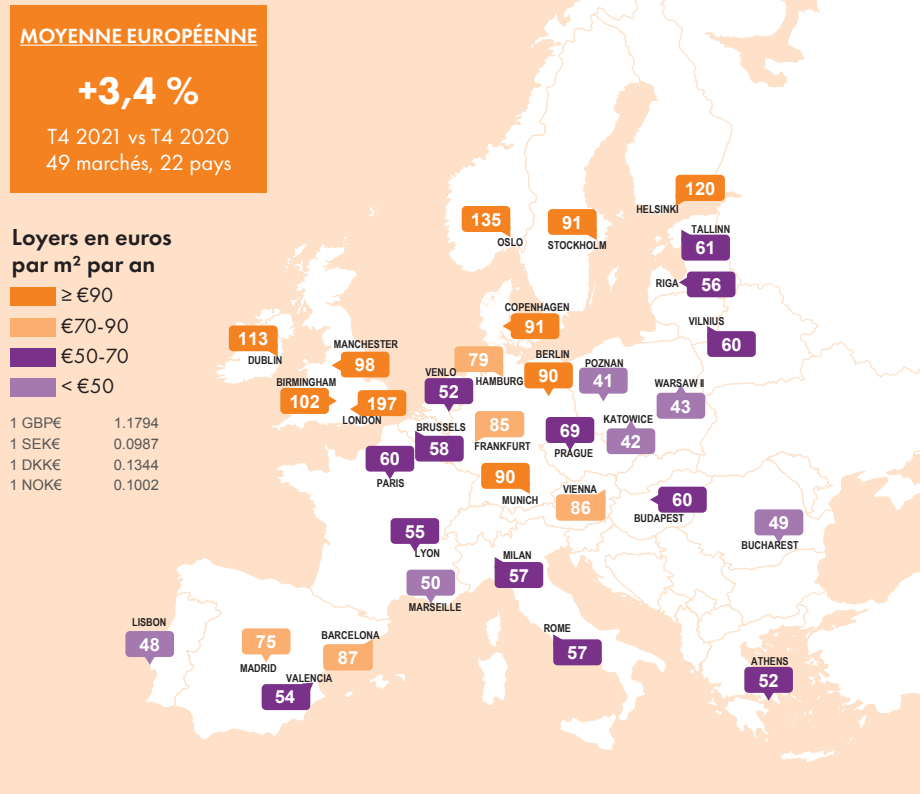 MOYENNE EUROPÉENNE
+3,4 %
T4 2021 vs T4 2020
49 marchés, 22 pays
Loyers en euros
par m² par an
≥ €90
€70-90
€50-70
< €50
1 GBP€ 1.1794
1 SEK€ 0.0987
1 DKK€ 0.1344
1 NOK€ 0.1002
120
HELSINKI
135
OSLO
91
STOCKHOLM
TALLINN
61
RIGA
56
COPENHAGEN
91
VILNIUS
60
113
DUBLIN
MANCHESTER
98
BIRMINGHAM
102
197
LONDON
VENLO
52
79
HAMBURG
BERLIN
90
POZNAN
41
WARSAW II
43
BRUSSELS
58
85
FRANKFURT
69
PRAGUE
KATOWICE
42
60
PARIS
90
MUNICH
VIENNA
86
60
BUDAPEST
49
BUCHAREST
55
LYON
MILAN
57
50
MARSEILLE
LISBON
48
75
MADRID
BARCELONA
87
VALENCIA
54
ROME
57
ATHENS
52